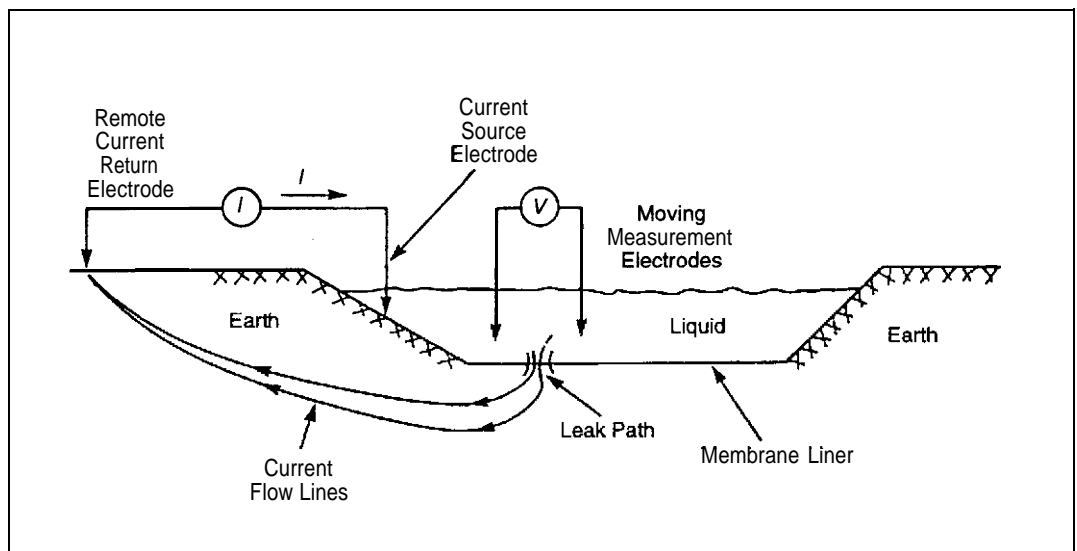 Remote
Current
Return
Electrode
I
I
Current
Source
Electrode
V
Moving
Measurement
Electrodes
Earth
Liquid
Earth
Leak Path
Membrane Liner
Current
Flow Lines